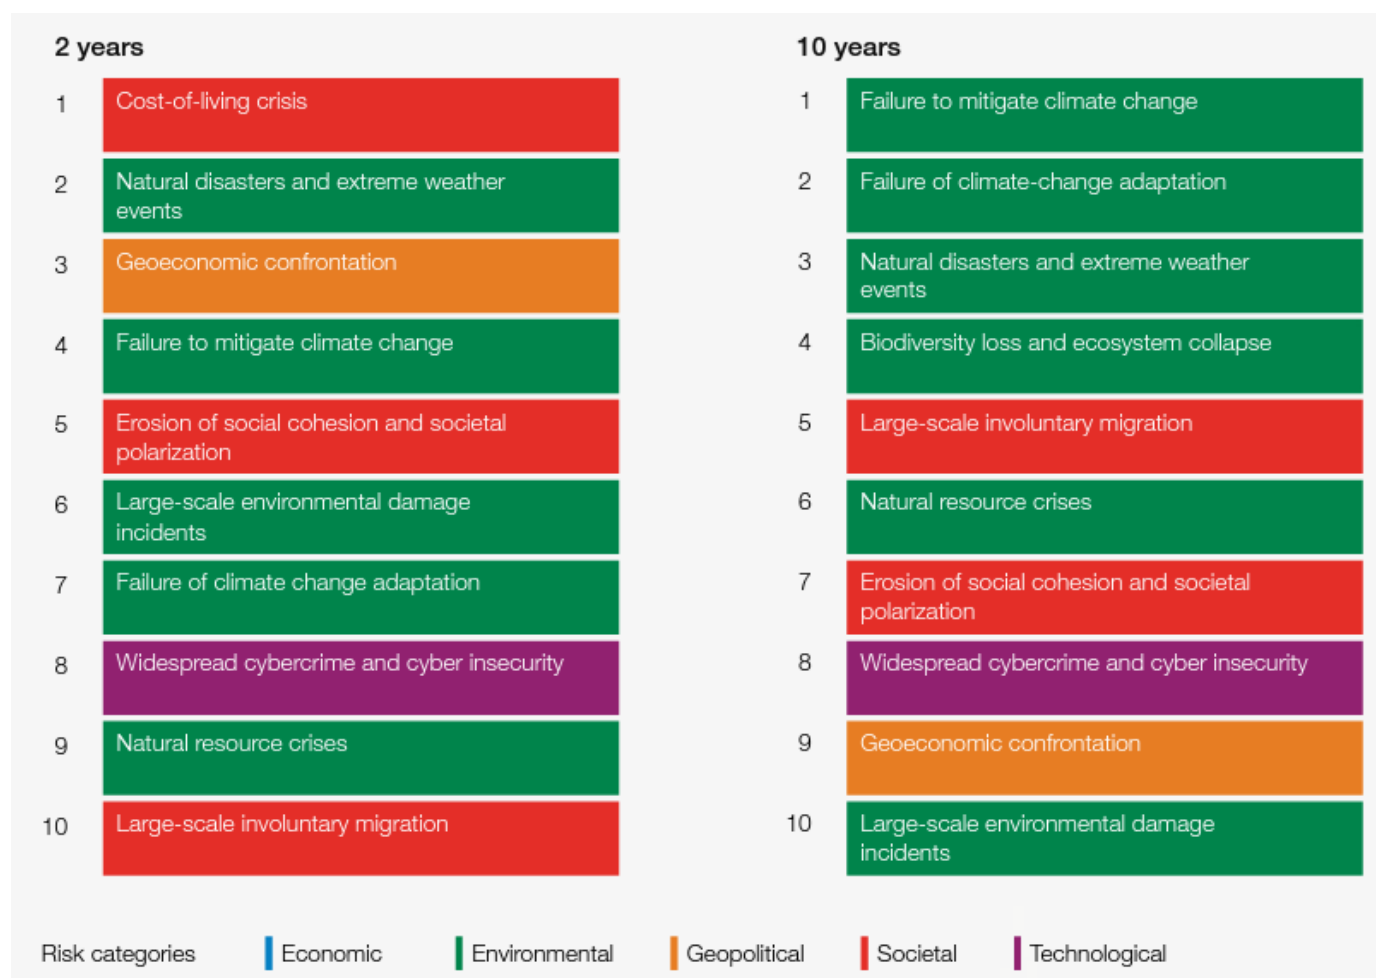 2 years
1
Cost-of-living crisis
2
Natural disasters and extreme weather
events
3
Geoeconomic confrontation
4
Failure to mitigate climate change
5
Erosion of social cohesion and societal
polarization
6
Large-scale environmental damage
incidents
7
Failure of climate change adaptation
8
Widespread cybercrime and cyber insecurity
9
Natural resource crises
10
Large-scale involuntary migration
10 years
1
Failure to mitigate climate change
2
Failure of climate-change adaptation
3
Natural disasters and extreme weather
events
4
Biodiversity loss and ecosystem collapse
5
Large-scale involuntary migration
6
Natural resource crises
7
Erosion of social cohesion and societal
polarization
8
Widespread cybercrime and cyber insecurity
9
Geoeconomic confrontation
10
Large-scale environmental damage
incidents
Risk categories
Economic
Environmental
Geopolitical
Societal
Technological